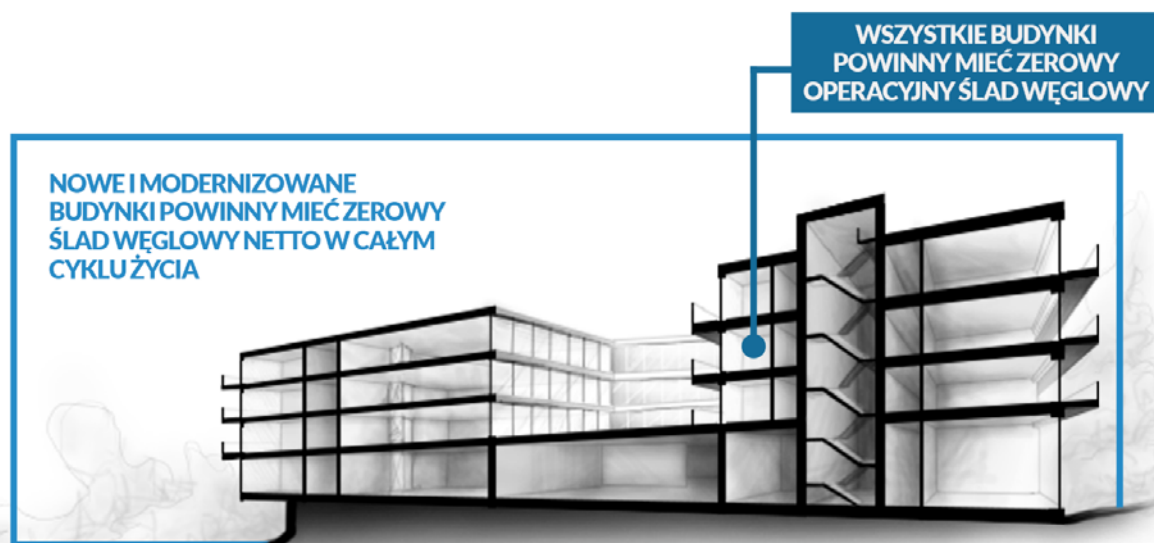 WSZYSTKIE BUDYNKI
POWINNY MIEĆ ZEROWY
OPERACYJNY ŚLAD WĘGLOWY
NOWE I MODERNIZOWANE
BUDYNKI POWINNY MIEĆ ZEROWY
ŚLAD WĘGLOWY NETTO W CAŁYM
CYKLU ŻYCIA